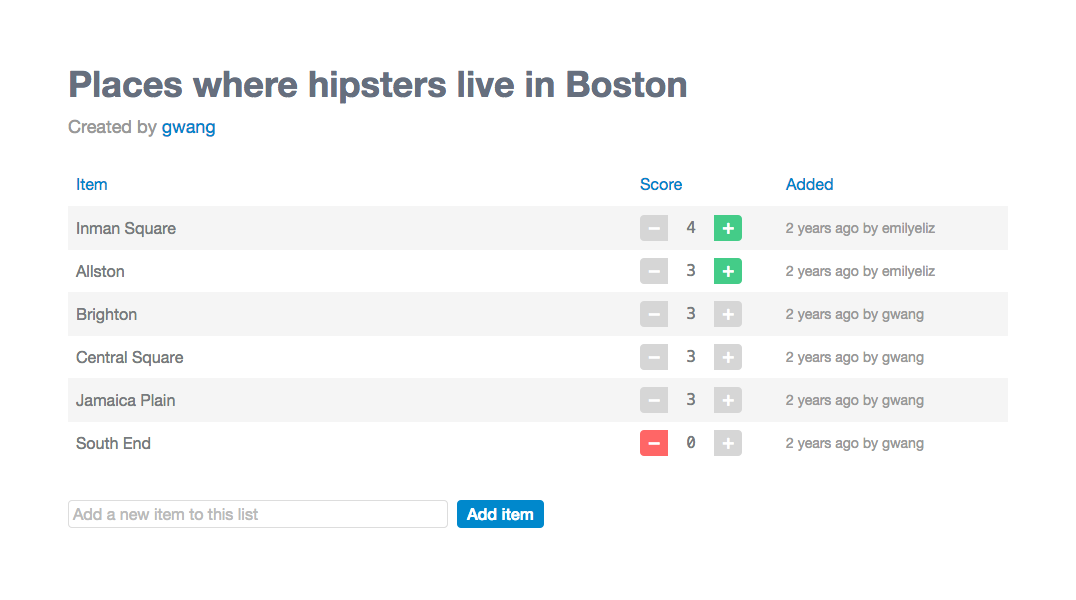 Places where hipsters live in Boston
Created by gwang
Item Score Added
Inman Square − 4 + 2 years ago by emilyeliz
Allston − 3 + 2 years ago by emilyeliz
Brighton − 3 + 2 years ago by gwang
Central Square − 3 + 2 years ago by gwang
Jamaica Plain − 3 + 2 years ago by gwang
South End − 0 + 2 years ago by gwang
Add a new item to this list Add item